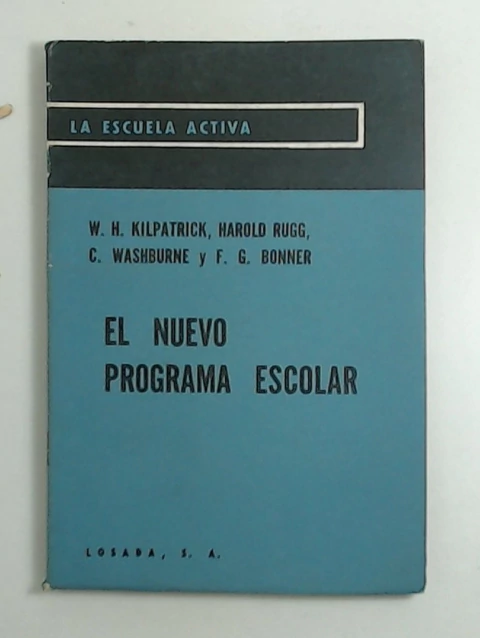 LA ESCUELA ACTIVA
W. H. KILPATRICK, HAROLD RUGG,
C. WASHBURNE y F. G. BONNER
EL NUEVO
PROGRAMA ESCOLAR
LOSADA, S. A.